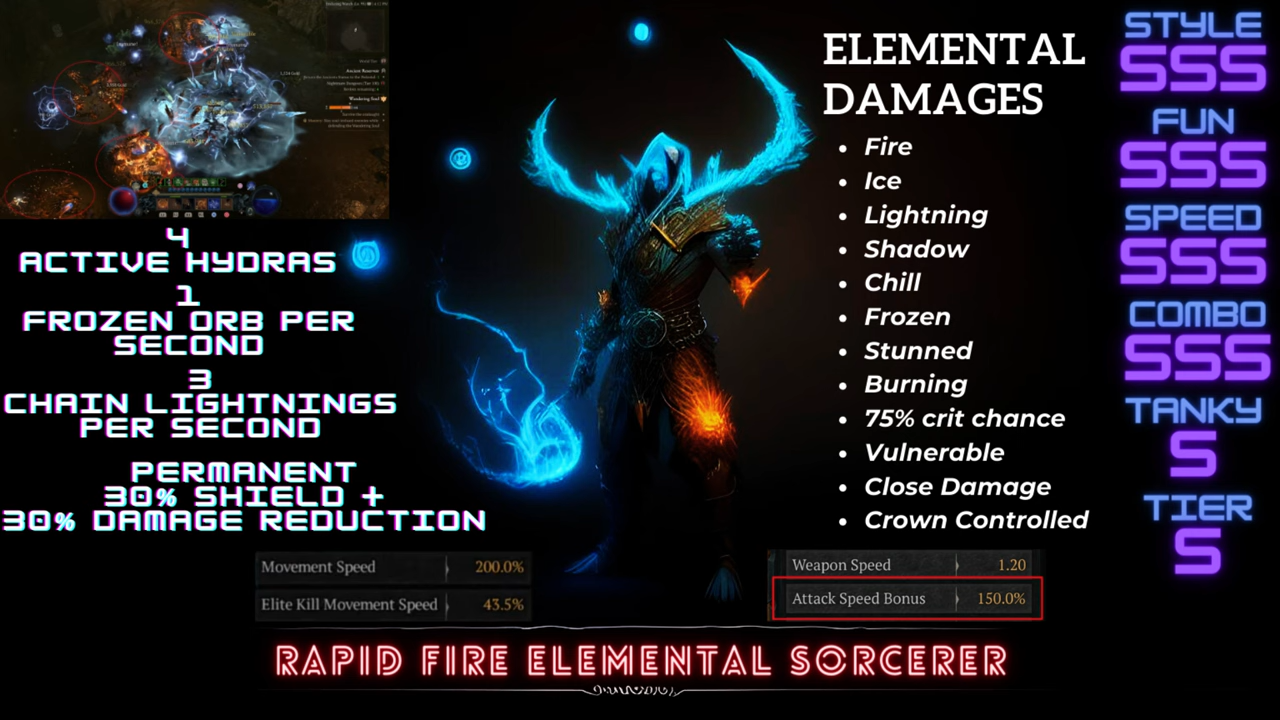 4
ACTIVE HYDRAS
1
FROZEN ORB PER
SECOND
3
CHAIN LIGHTNINGS
PER SECOND
PERMANENT
30% SHIELD +
30% DAMAGE REDUCTION
ELEMENTAL
DAMAGES
• Fire
• Ice
• Lightning
• Shadow
• Chill
• Frozen
• Stunned
• Burning
• 75% crit chance
• Vulnerable
• Close Damage
• Crown Controlled
STYLE
SSS
FUN
SSS
SPEED
SSS
COMBO
SSS
TANKY
S
TIER
S
Movement Speed 200.0%
Elite Kill Movement Speed 43.5%
Weapon Speed 1.20
Attack Speed Bonus 150.0%
RAPID FIRE ELEMENTAL SORCERER